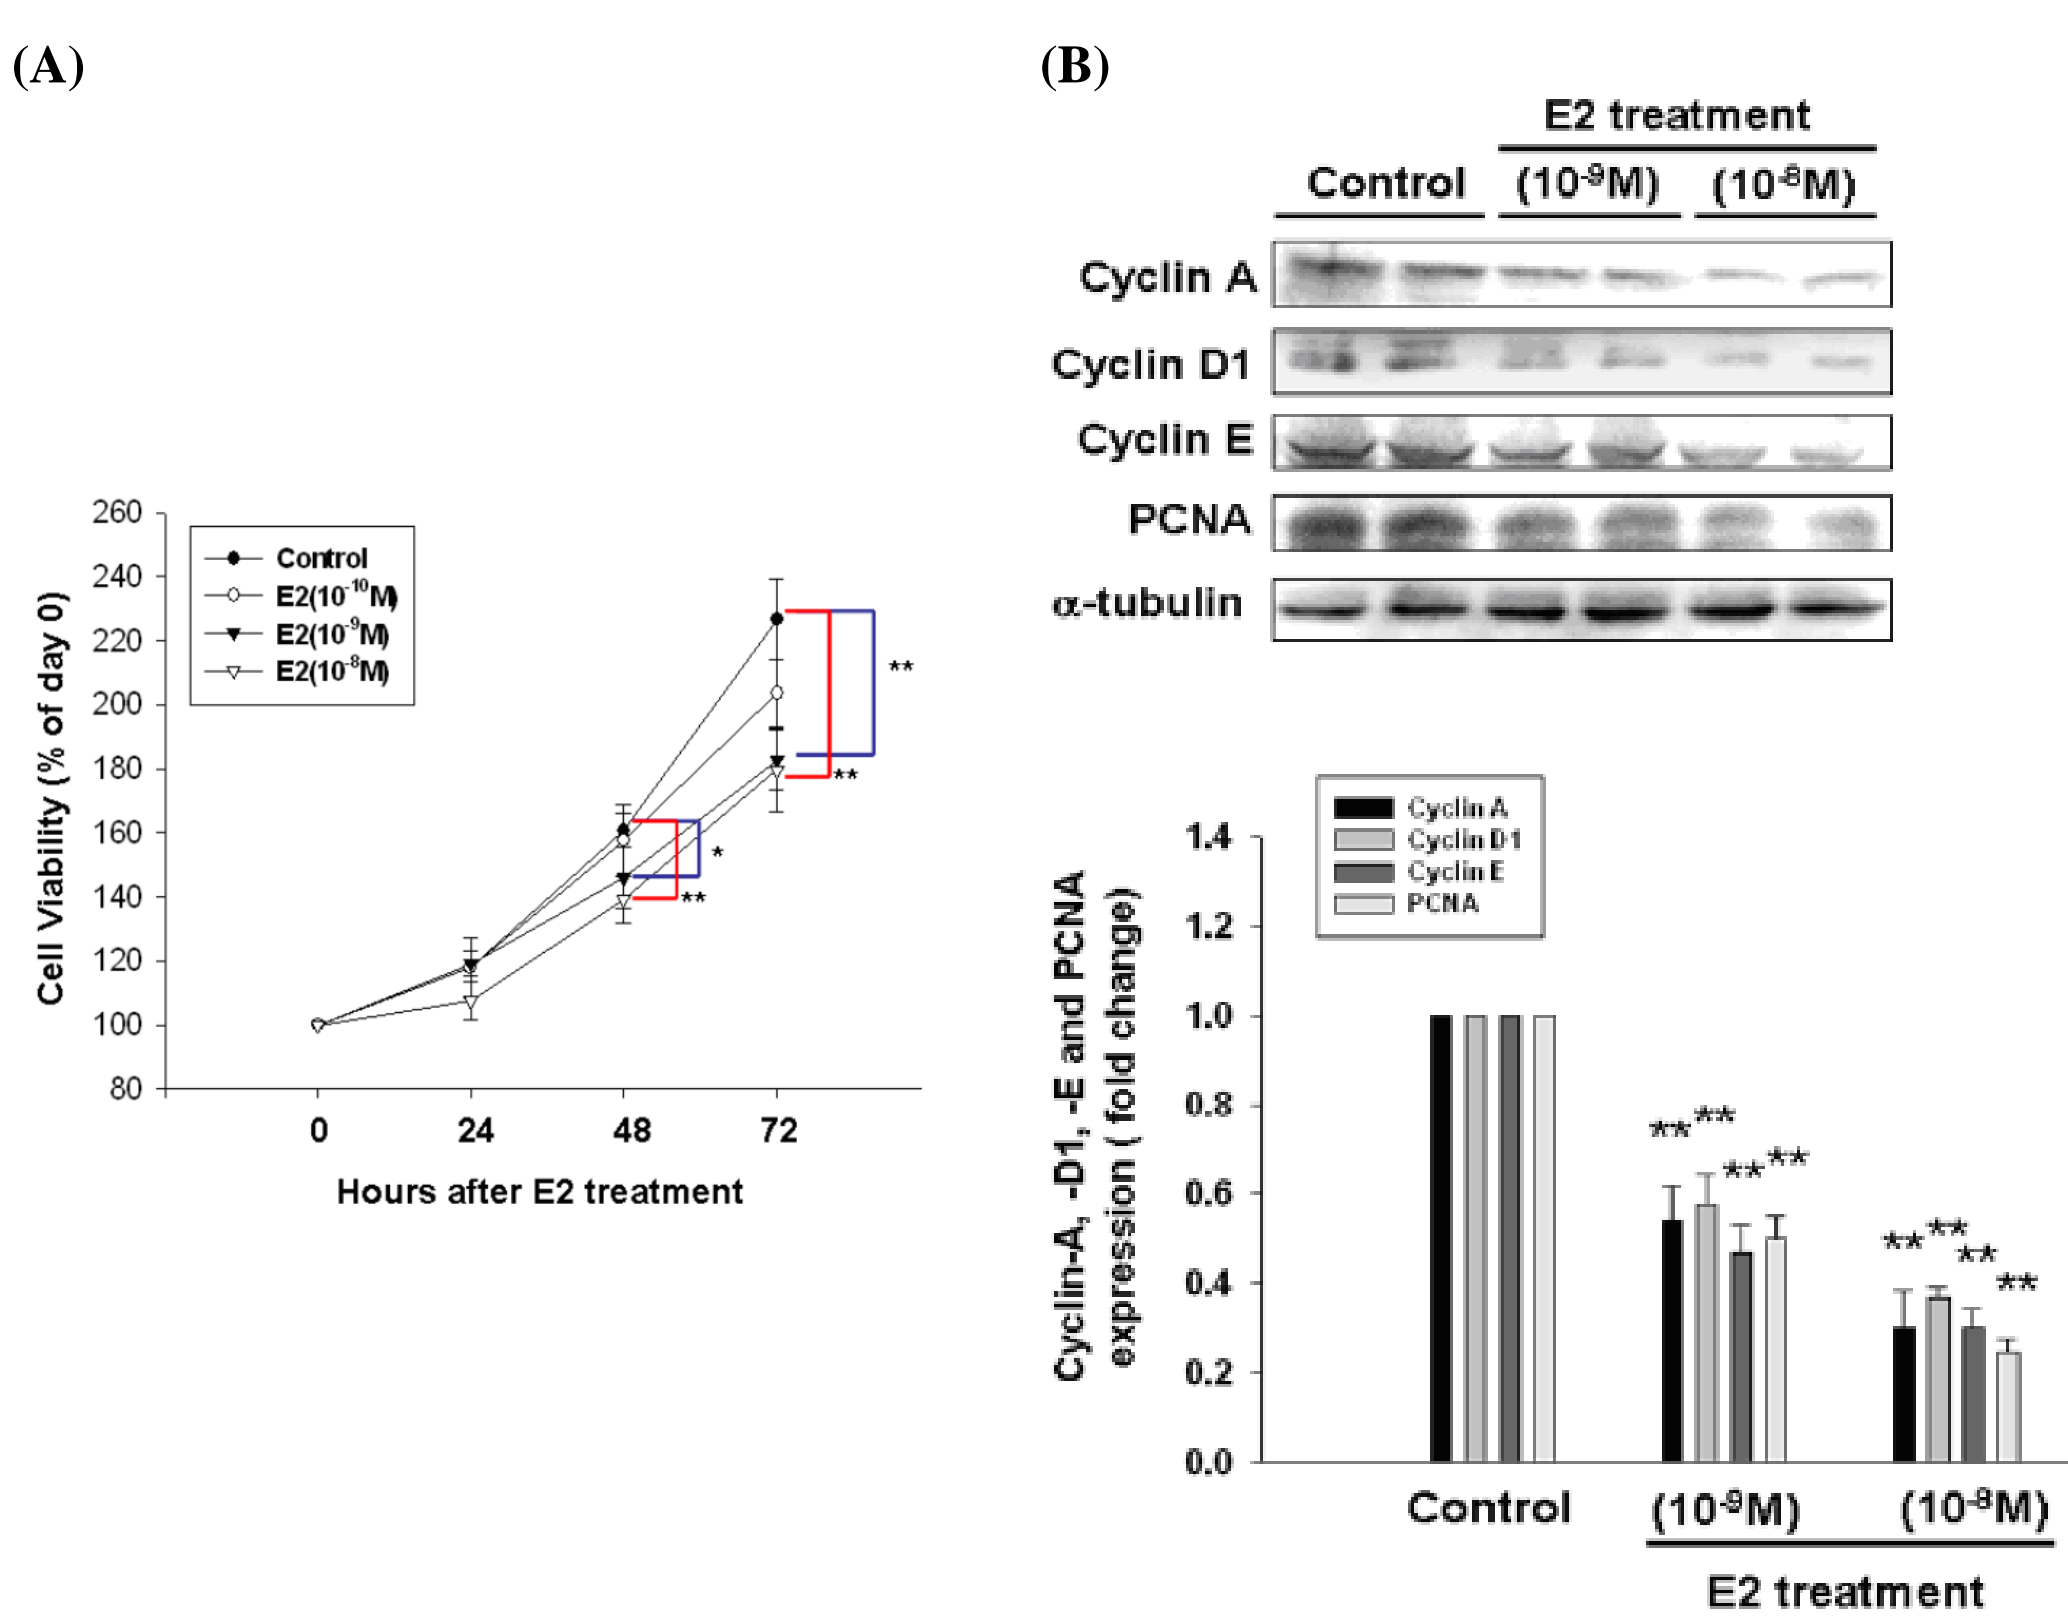 (A)
260
240
220
200
180
160
140
120
100
80
Cell Viability (% of day 0)
Control
E2(10⁻¹⁰M)
E2(10⁻⁹M)
E2(10⁻⁸M)
**
**
*
**
0 24 48 72
Hours after E2 treatment
(B)
E2 treatment
Control (10⁻⁹M) (10⁻⁸M)
Cyclin A
Cyclin D1
Cyclin E
PCNA
α-tubulin
Cyclin-A, -D1, -E and PCNA
expression ( fold change)
1.4
1.2
1.0
0.8
0.6
0.4
0.2
0.0
Cyclin A
Cyclin D1
Cyclin E
PCNA
** ** ** **
** ** ** **
Control (10⁻⁹M) (10⁻⁸M)
E2 treatment